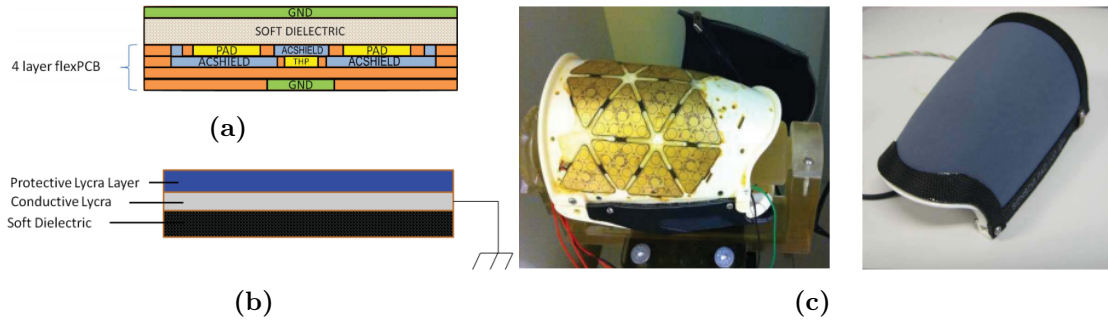 GND
SOFT DIELECTRIC
PAD ACSHIELD PAD
4 layer flexPCB
ACSHIELD THP ACSHIELD
GND
(a)
Protective Lycra Layer
Conductive Lycra
Soft Dielectric
(b)
(c)